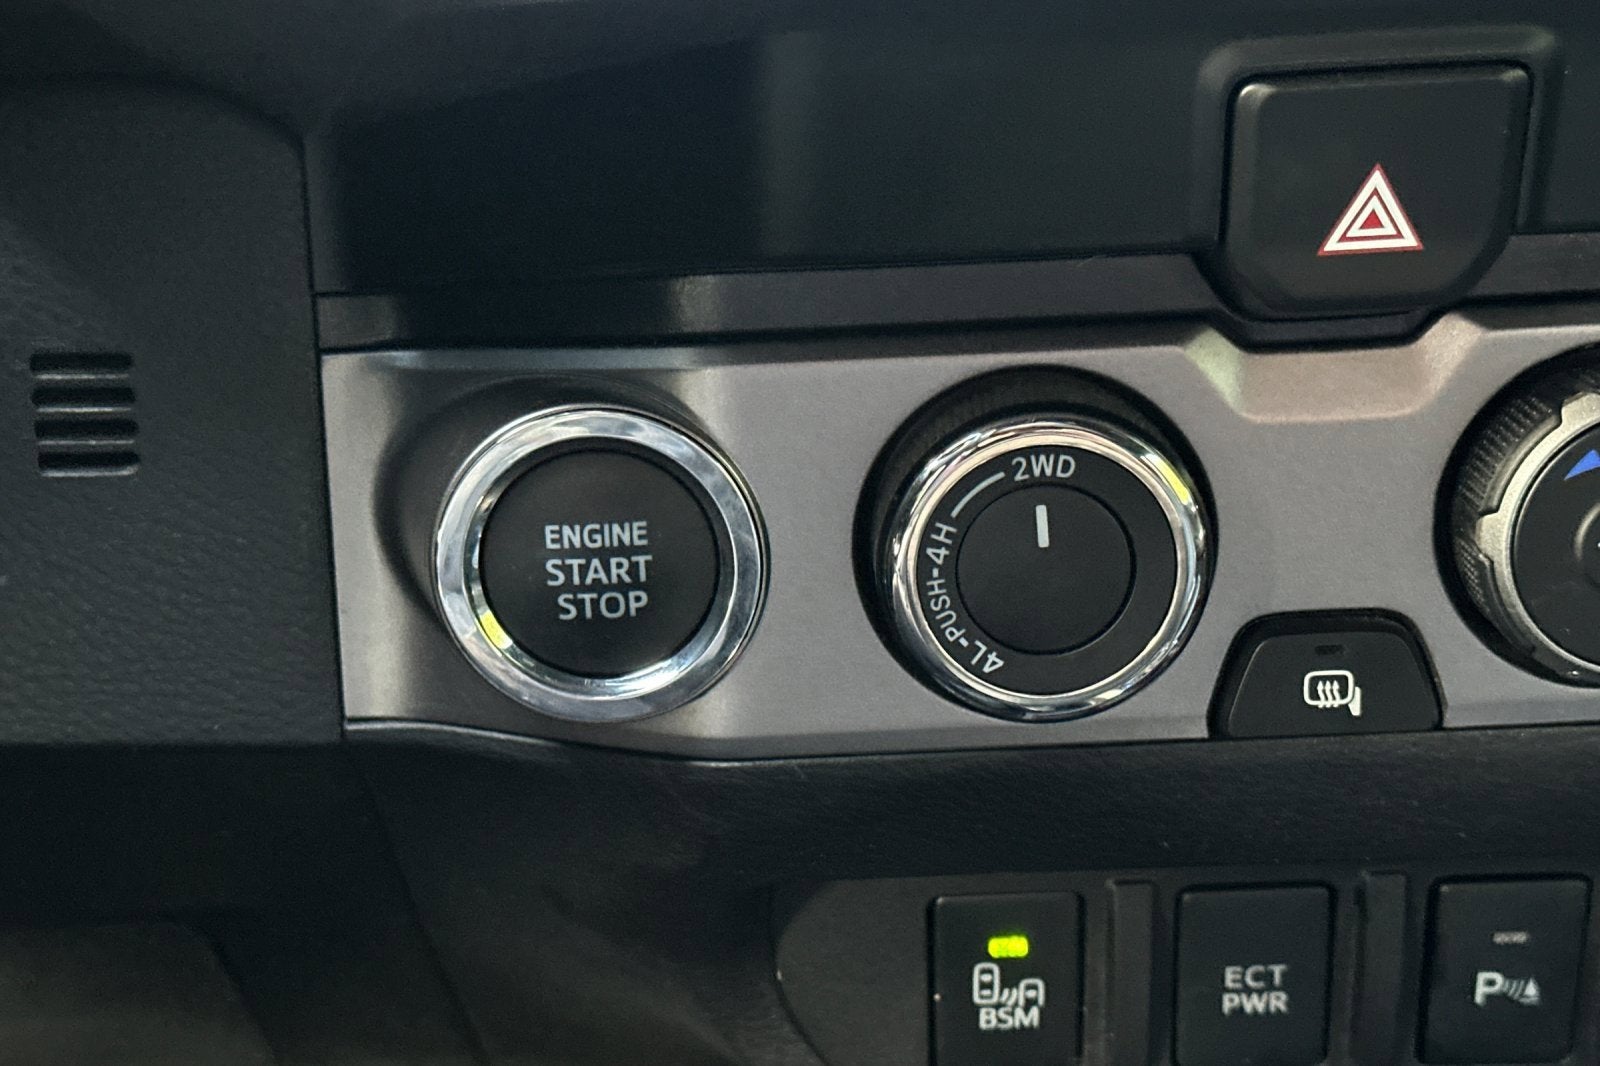 ENGINE
START
STOP
2WD
4H
4L-PUSH-
BSM
ECT
PWR
P